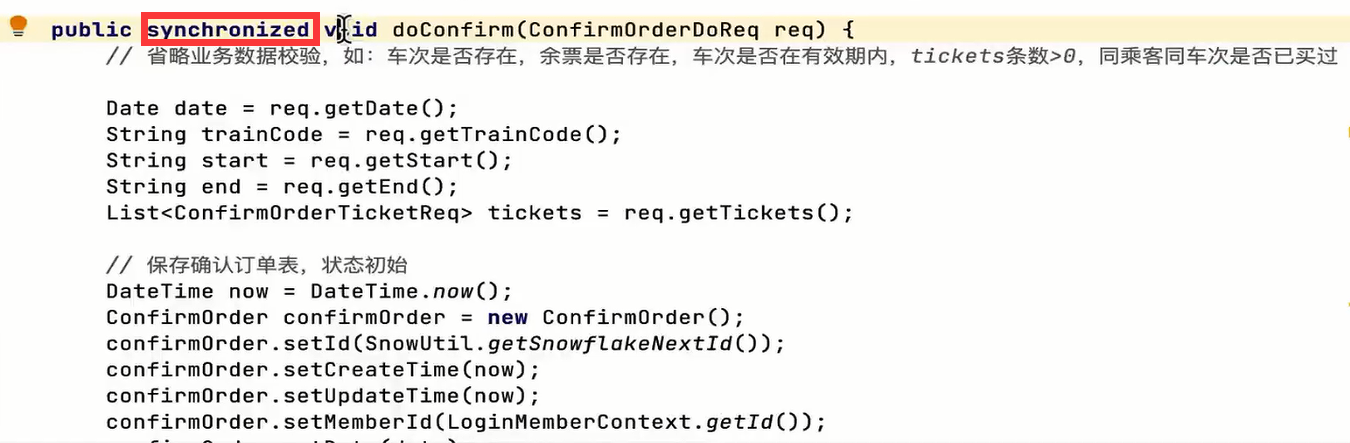 public synchronized void doConfirm(ConfirmOrderDoReq req) {
// 省略业务数据校验，如：车次是否存在，余票是否存在，车次是否在有效期内，tickets条数>0，同乘客同车次是否已买过
Date date = req.getDate();
String trainCode = req.getTrainCode();
String start = req.getStart();
String end = req.getEnd();
List<ConfirmOrderTicketReq> tickets = req.getTickets();
// 保存确认订单表，状态初始
DateTime now = DateTime.now();
ConfirmOrder confirmOrder = new ConfirmOrder();
confirmOrder.setId(SnowUtil.getSnowflakeNextId());
confirmOrder.setCreateTime(now);
confirmOrder.setUpdateTime(now);
confirmOrder.setMemberId(LoginMemberContext.getId());